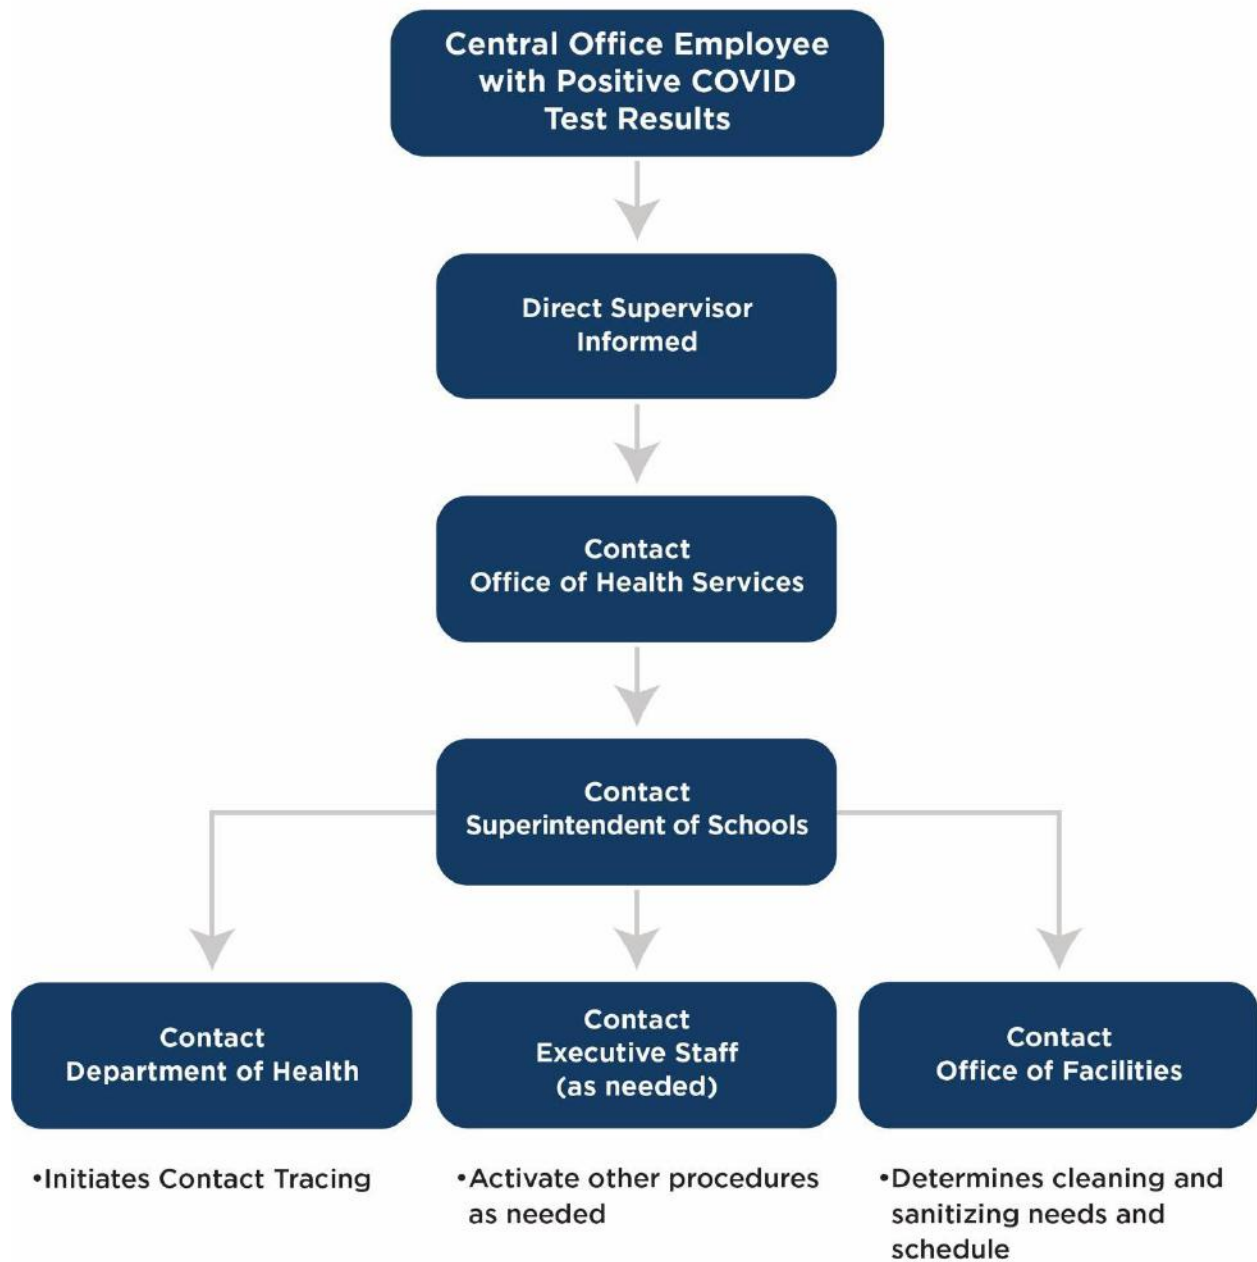 Central Office Employee
with Positive COVID
Test Results
Direct Supervisor
Informed
Contact
Office of Health Services
Contact
Superintendent of Schools
Contact
Department of Health
•Initiates Contact Tracing
Contact
Executive Staff
(as needed)
•Activate other procedures
as needed
Contact
Office of Facilities
•Determines cleaning and
sanitizing needs and
schedule